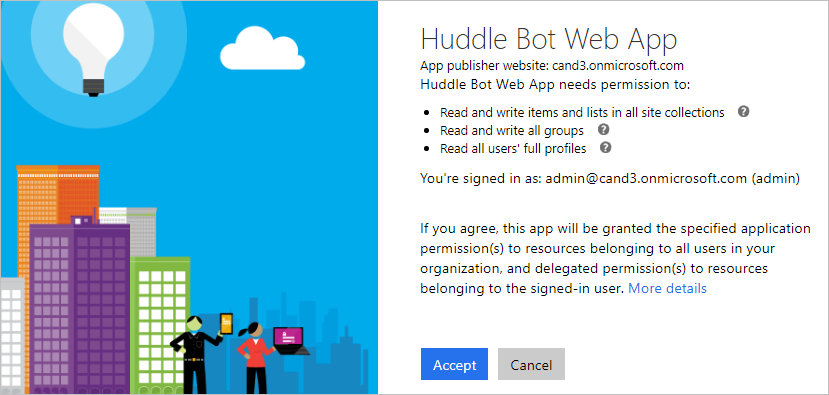 Huddle Bot Web App
App publisher website: cand3.onmicrosoft.com
Huddle Bot Web App needs permission to:
Read and write items and lists in all site collections ?
Read and write all groups ?
Read all users' full profiles ?
You're signed in as: admin@cand3.onmicrosoft.com (admin)
If you agree, this app will be granted the specified application
permission(s) to resources belonging to all users in your
organization, and delegated permission(s) to resources
belonging to the signed-in user. More details
Accept Cancel